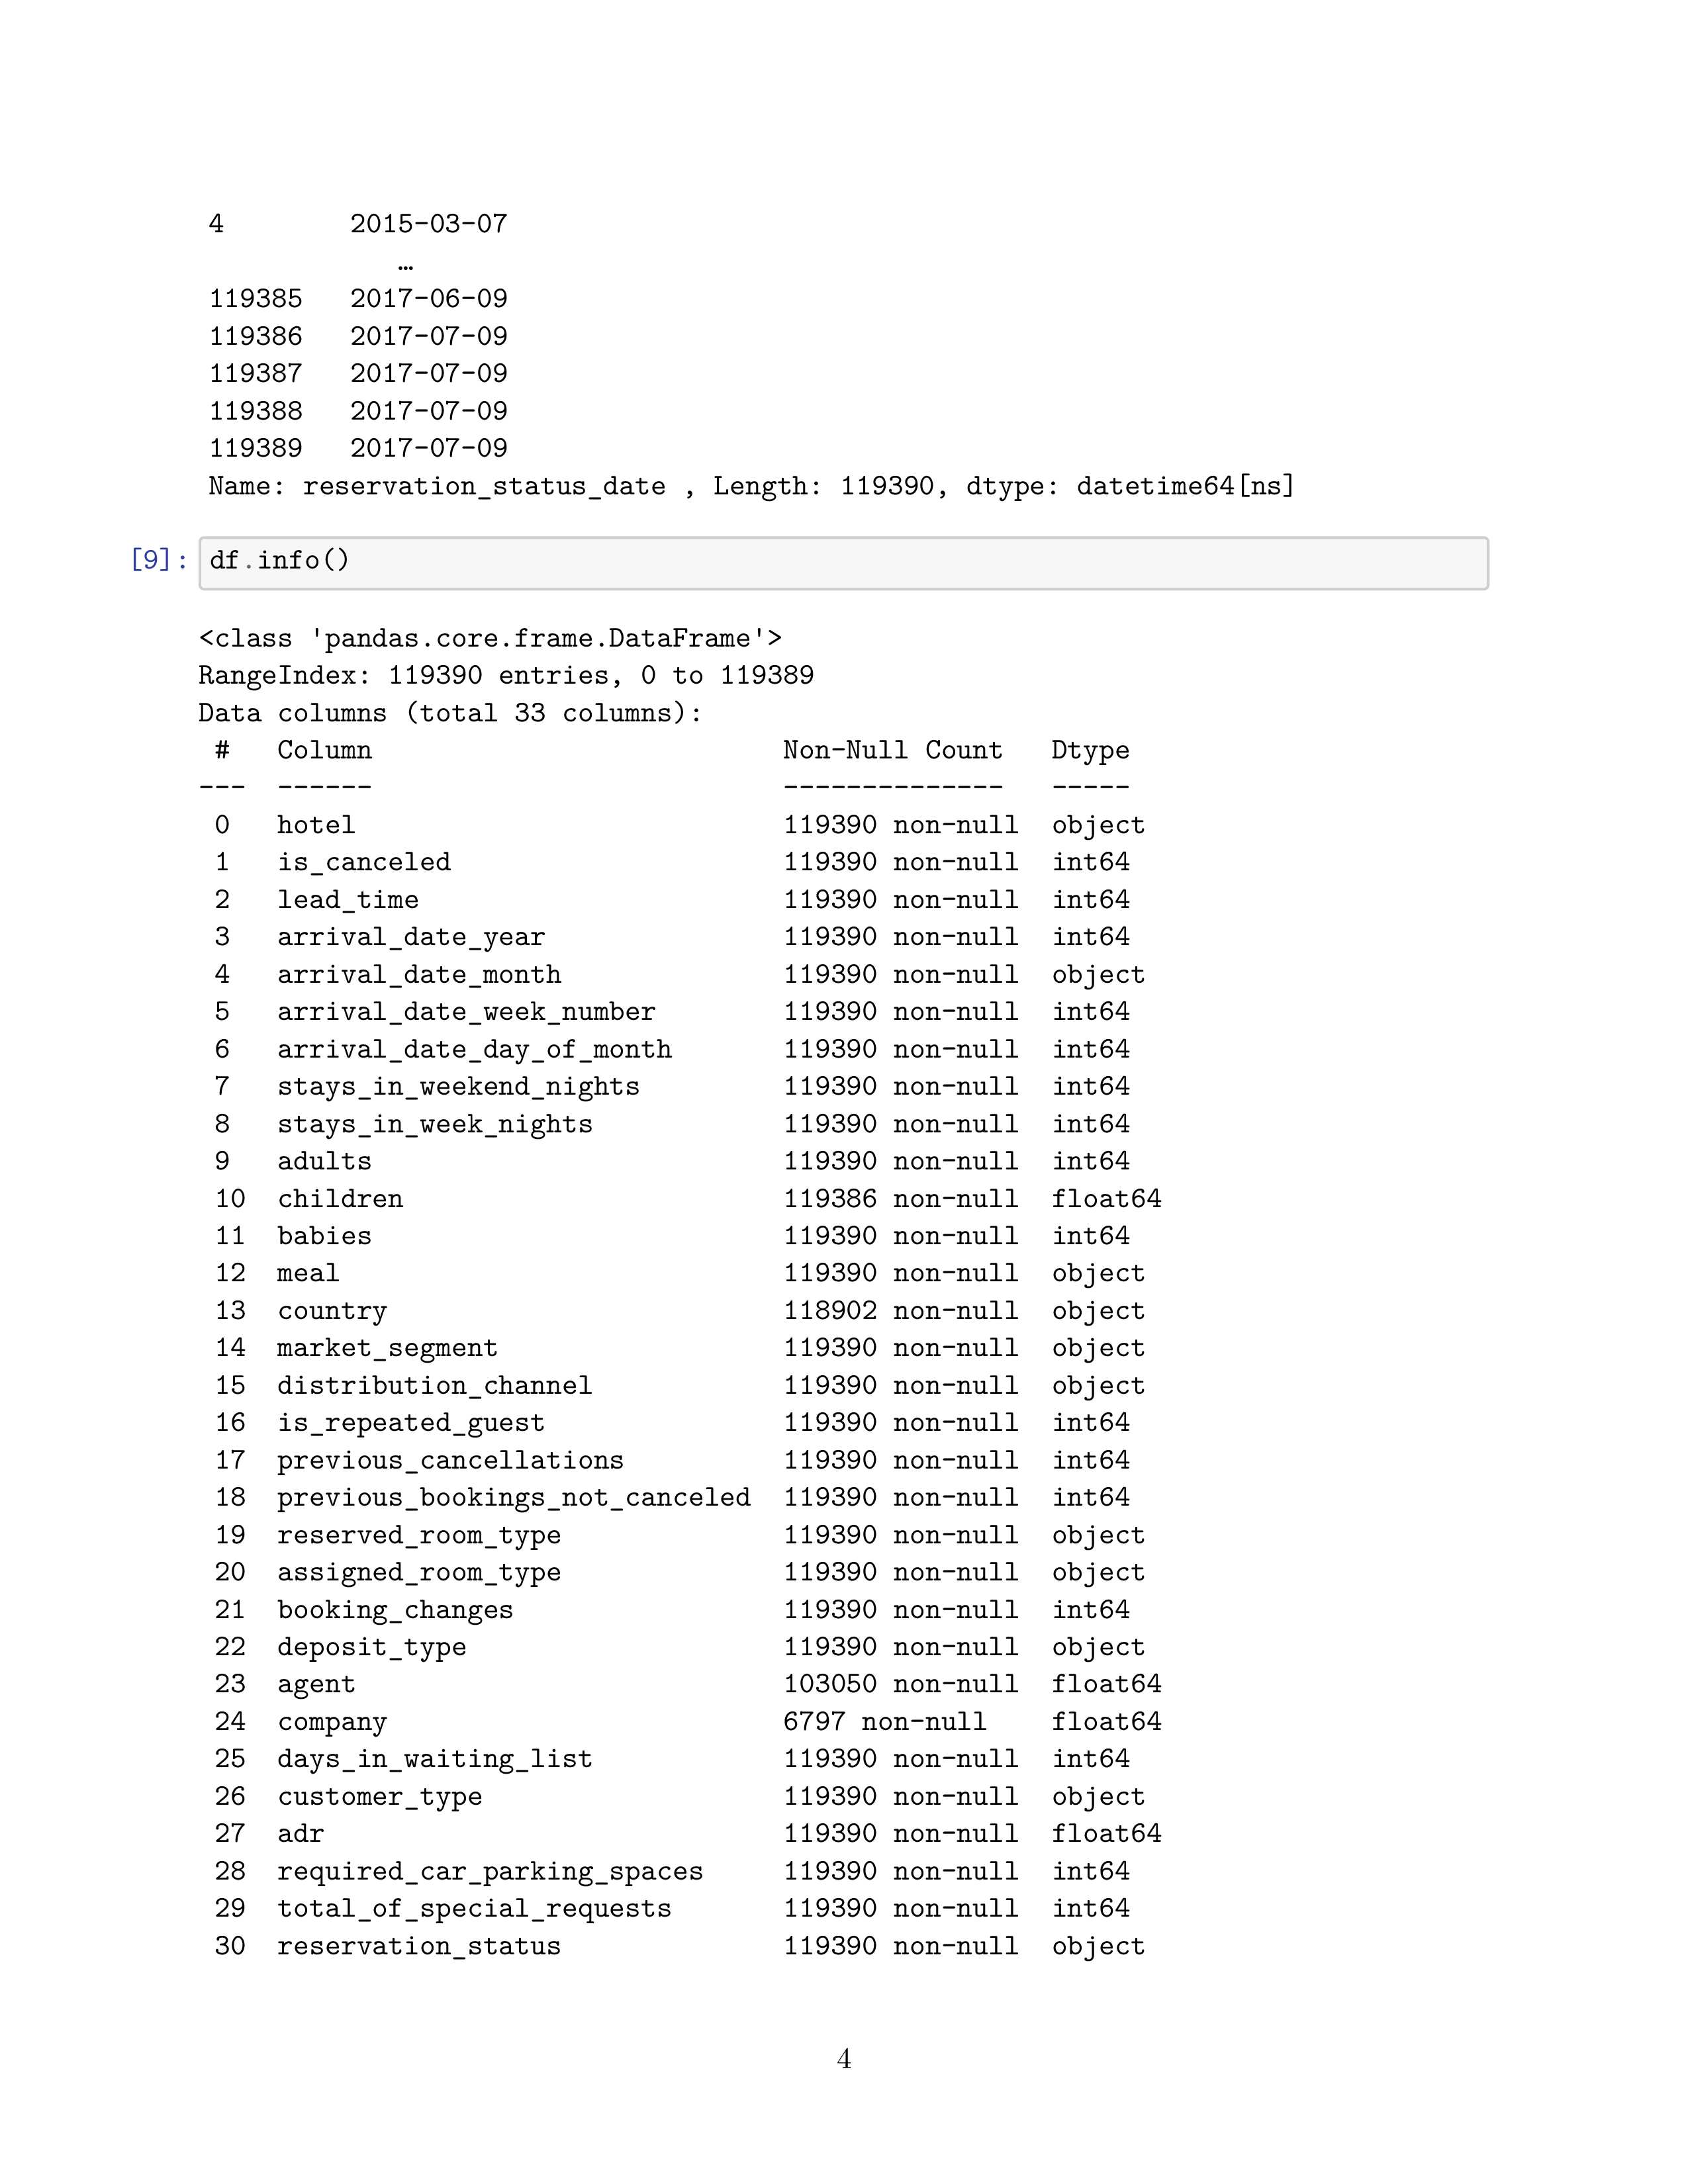 4        2015-03-07
            …
119385   2017-06-09
119386   2017-07-09
119387   2017-07-09
119388   2017-07-09
119389   2017-07-09
Name: reservation_status_date , Length: 119390, dtype: datetime64[ns]
[9]: df.info()
<class 'pandas.core.frame.DataFrame'>
RangeIndex: 119390 entries, 0 to 119389
Data columns (total 33 columns):
 #   Column                          Non-Null Count   Dtype
---  ------                          --------------   -----
 0   hotel                           119390 non-null  object
 1   is_canceled                     119390 non-null  int64
 2   lead_time                       119390 non-null  int64
 3   arrival_date_year               119390 non-null  int64
 4   arrival_date_month              119390 non-null  object
 5   arrival_date_week_number        119390 non-null  int64
 6   arrival_date_day_of_month       119390 non-null  int64
 7   stays_in_weekend_nights         119390 non-null  int64
 8   stays_in_week_nights            119390 non-null  int64
 9   adults                          119390 non-null  int64
 10  children                        119386 non-null  float64
 11  babies                          119390 non-null  int64
 12  meal                            119390 non-null  object
 13  country                         118902 non-null  object
 14  market_segment                  119390 non-null  object
 15  distribution_channel            119390 non-null  object
 16  is_repeated_guest               119390 non-null  int64
 17  previous_cancellations          119390 non-null  int64
 18  previous_bookings_not_canceled  119390 non-null  int64
 19  reserved_room_type              119390 non-null  object
 20  assigned_room_type              119390 non-null  object
 21  booking_changes                 119390 non-null  int64
 22  deposit_type                    119390 non-null  object
 23  agent                           103050 non-null  float64
 24  company                         6797 non-null    float64
 25  days_in_waiting_list            119390 non-null  int64
 26  customer_type                   119390 non-null  object
 27  adr                             119390 non-null  float64
 28  required_car_parking_spaces     119390 non-null  int64
 29  total_of_special_requests       119390 non-null  int64
 30  reservation_status              119390 non-null  object
4